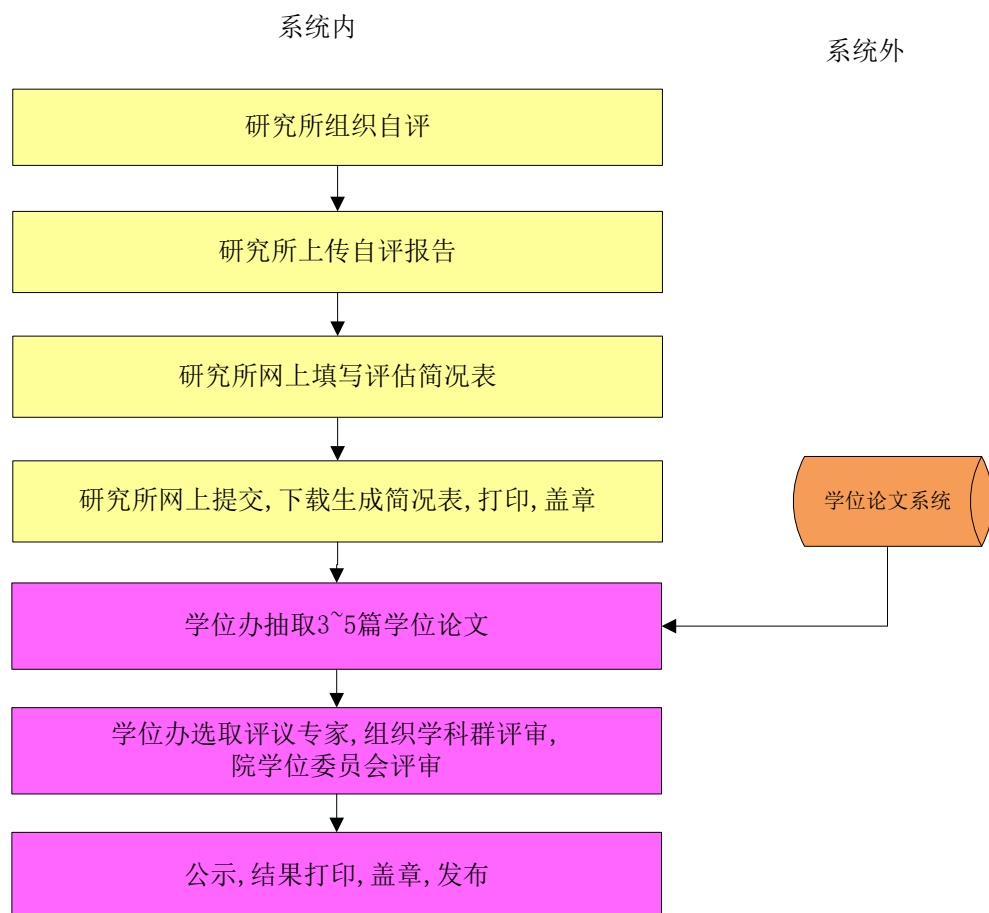 系统内
系统外
研究所组织自评
研究所上传自评报告
研究所网上填写评估简况表
研究所网上提交,下载生成简况表,打印,盖章
学位论文系统
学位办抽取3~5篇学位论文
学位办选取评议专家,组织学科群评审,
院学位委员会评审
公示,结果打印,盖章,发布